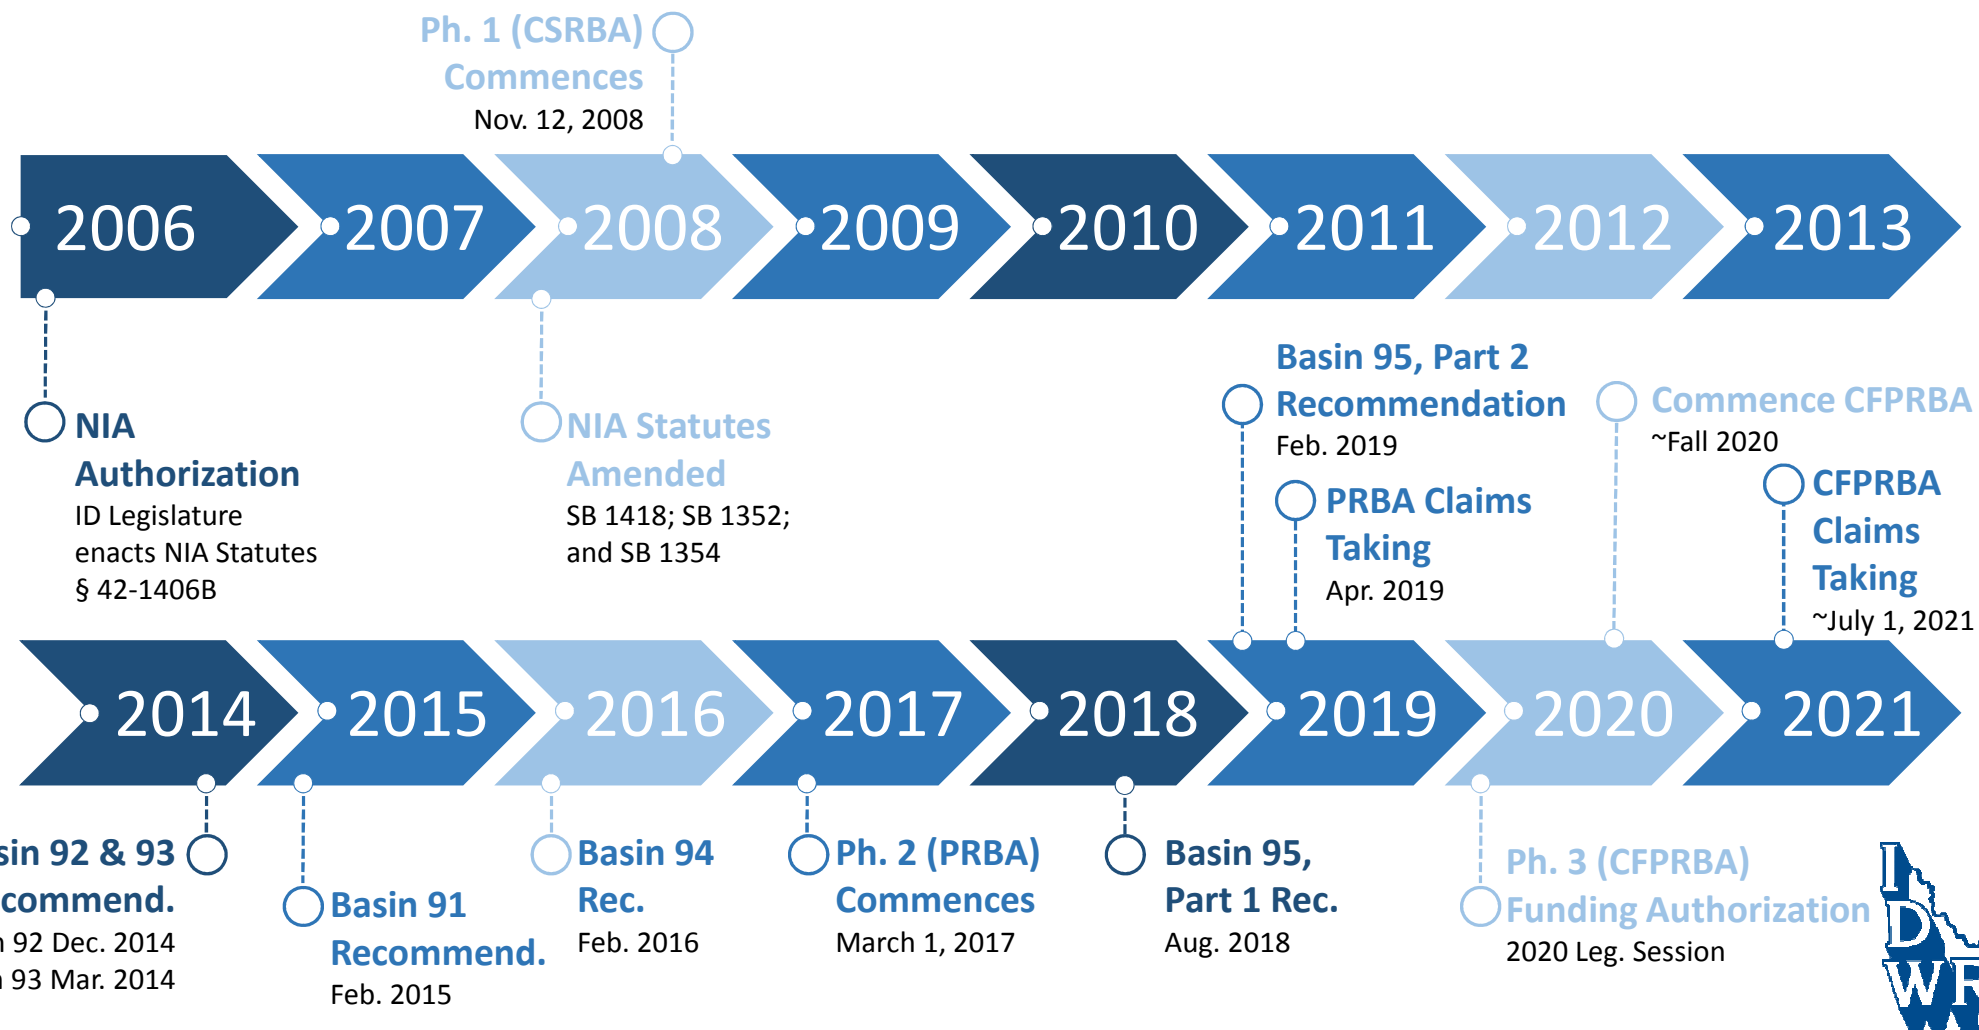 Ph. 1 (CSRBA)
Commences
Nov. 12, 2008
2006
2007
2008
2009
2010
2011
2012
2013
NIA
Authorization
ID Legislature
enacts NIA Statutes
§ 42-1406B
NIA Statutes
Amended
SB 1418; SB 1352;
and SB 1354
Basin 95, Part 2
Recommendation
Feb. 2019
PRBA Claims
Taking
Apr. 2019
Commence CFPRBA
~Fall 2020
CFPRBA
Claims
Taking
~July 1, 2021
2014
2015
2016
2017
2018
2019
2020
2021
92 & 93
92 Dec. 2014
93 Mar. 2014
Basin 91
Recommend.
Feb. 2015
Basin 94
Rec.
Feb. 2016
Ph. 2 (PRBA)
Commences
March 1, 2017
Basin 95,
Part 1 Rec.
Aug. 2018
Ph. 3 (CFPRBA)
Funding Authorization
2020 Leg. Session
I
D
WR